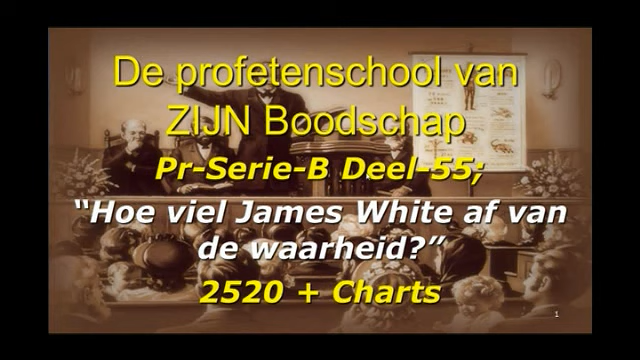 De profetenschool van
ZIJN Boodschap
Pr-Serie-B Deel-55;
“Hoe viel James White af van
de waarheid?”
2520 + Charts
1